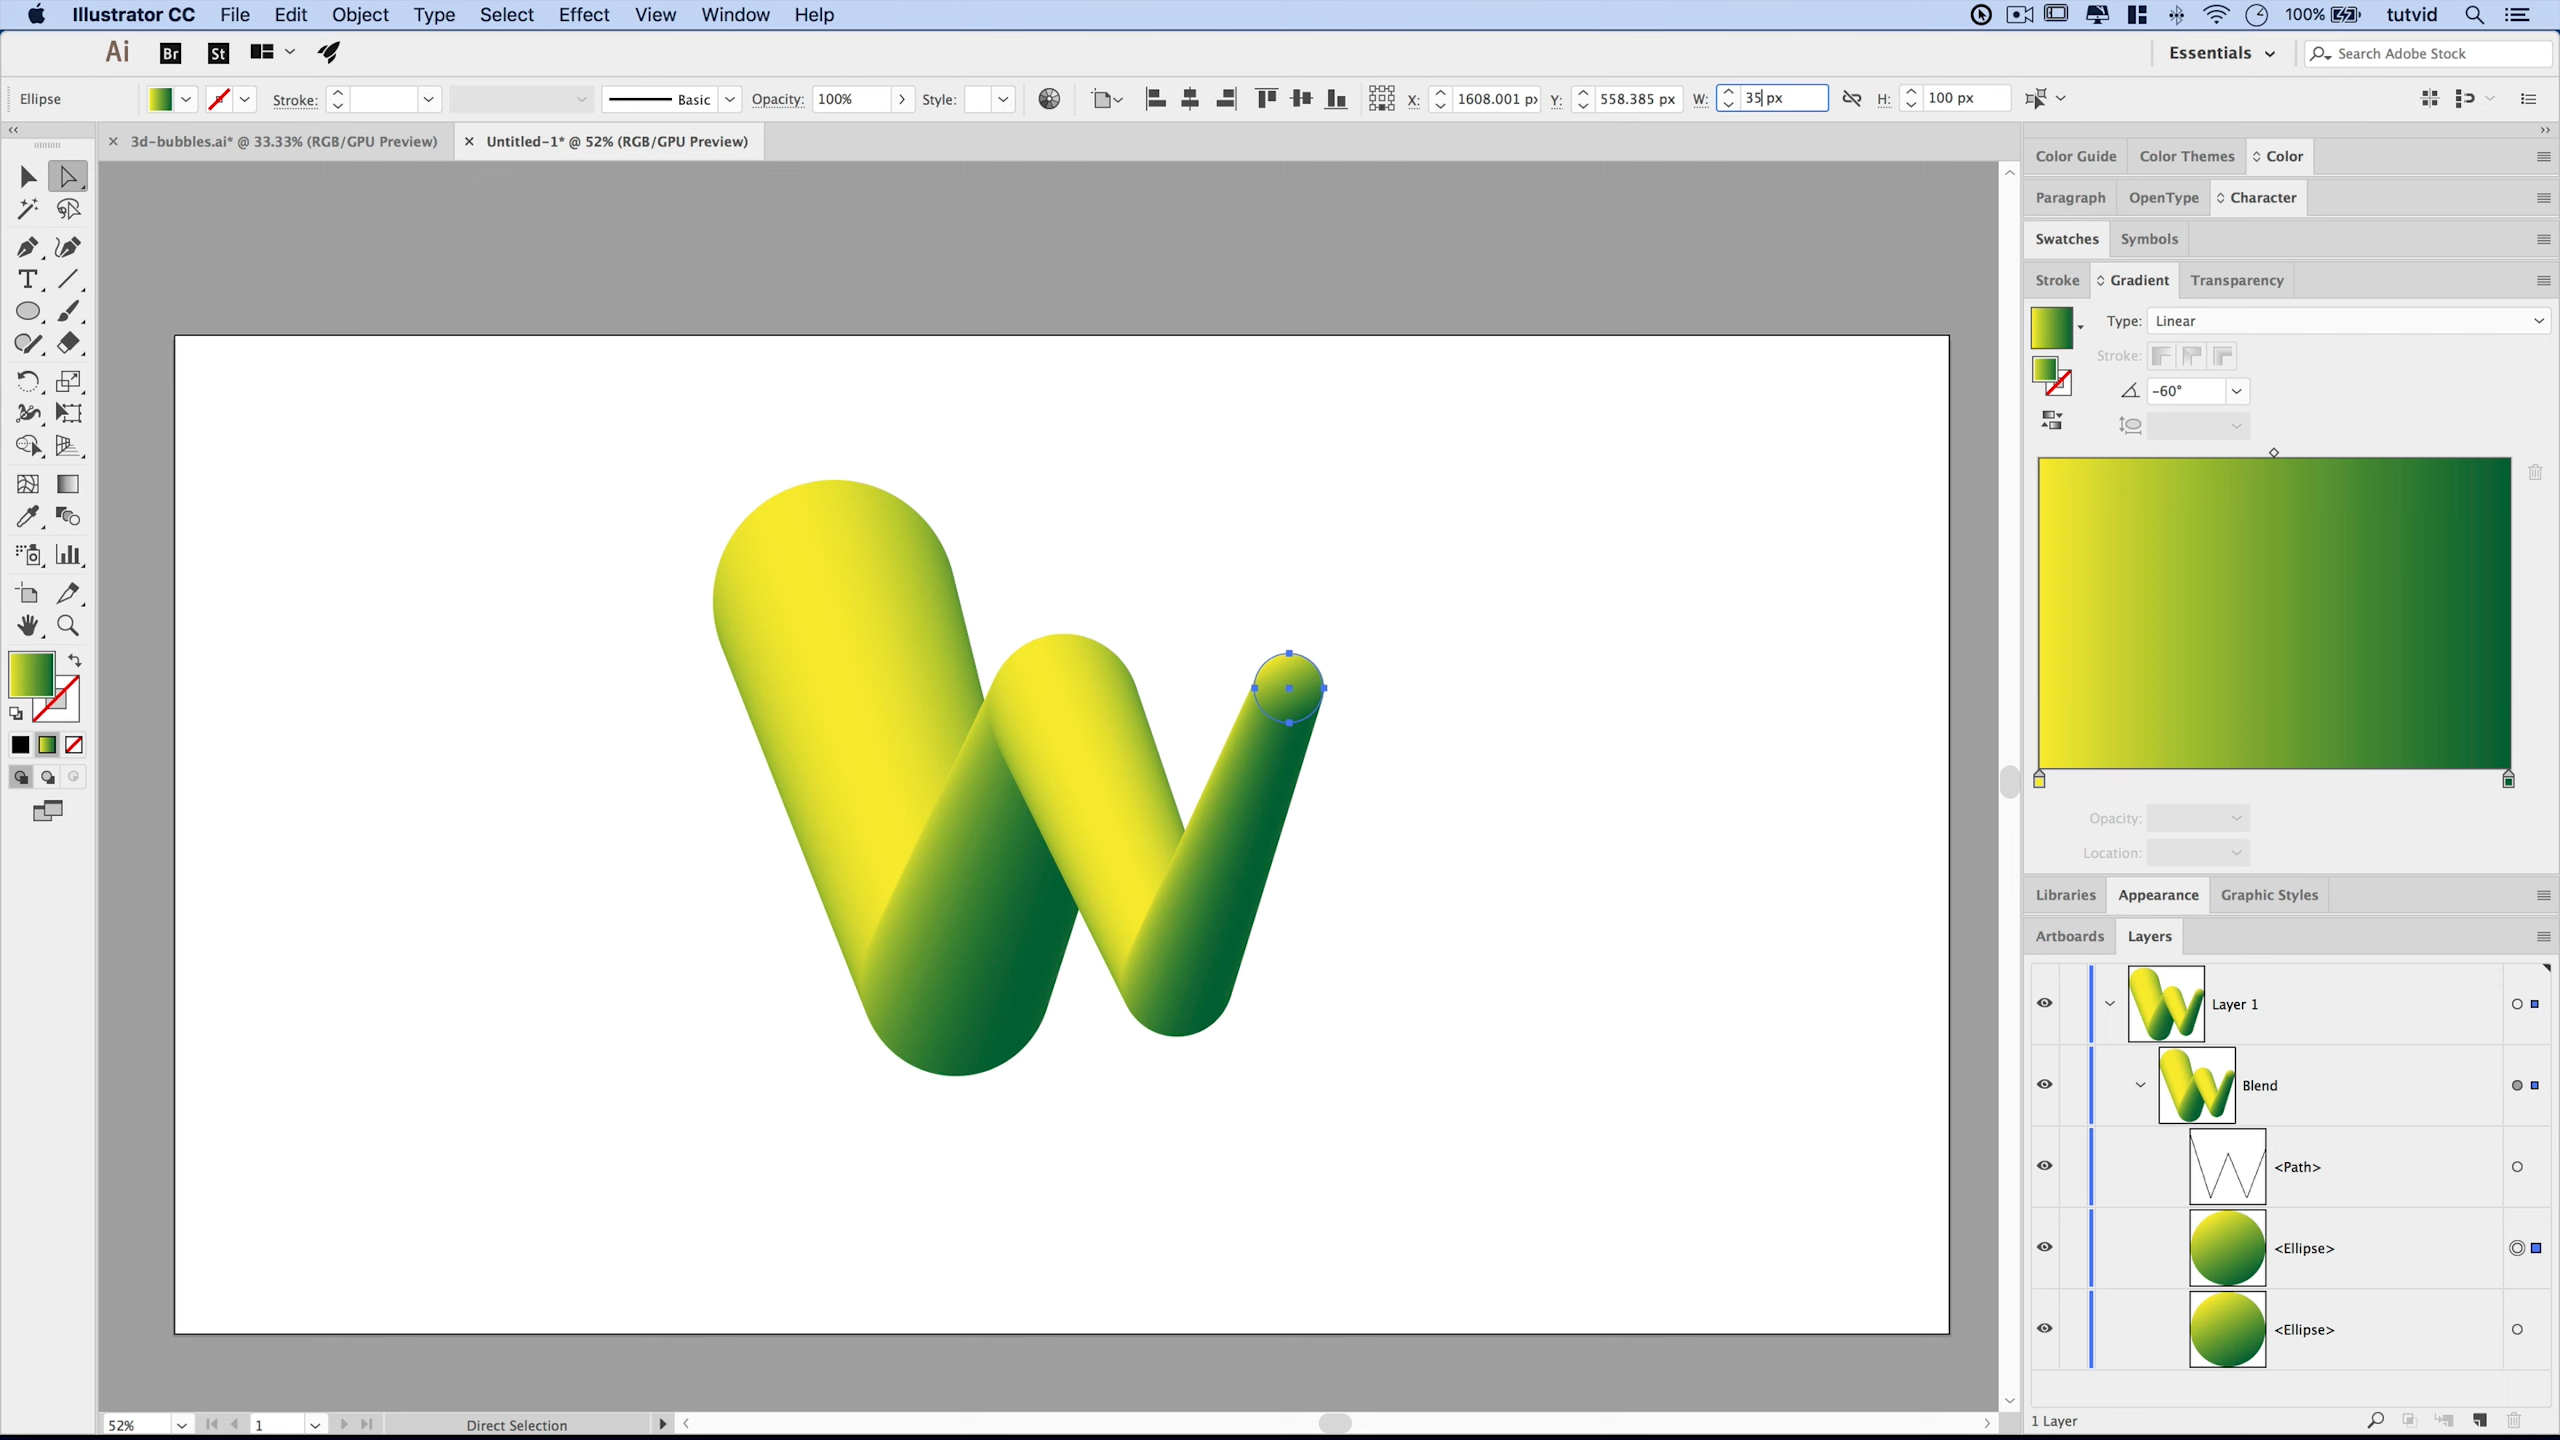 Illustrator CC File Edit Object Type Select Effect View Window Help 100% tutvid
Ai Br St Essentials Search Adobe Stock
Ellipse Stroke: Basic Opacity: 100% Style: X: 1608.001 px Y: 558.385 px W: 35 px H: 100 px
3d-bubbles.ai* @ 33.33% (RGB/GPU Preview) Untitled-1* @ 52% (RGB/GPU Preview)
Color Guide Color Themes Color
Paragraph OpenType Character
Swatches Symbols
Stroke Gradient Transparency
Type: Linear
Stroke:
-60°
Opacity:
Location:
Libraries Appearance Graphic Styles
Artboards Layers
Layer 1
Blend
<Path>
<Ellipse>
<Ellipse>
1 Layer
52% 1 Direct Selection